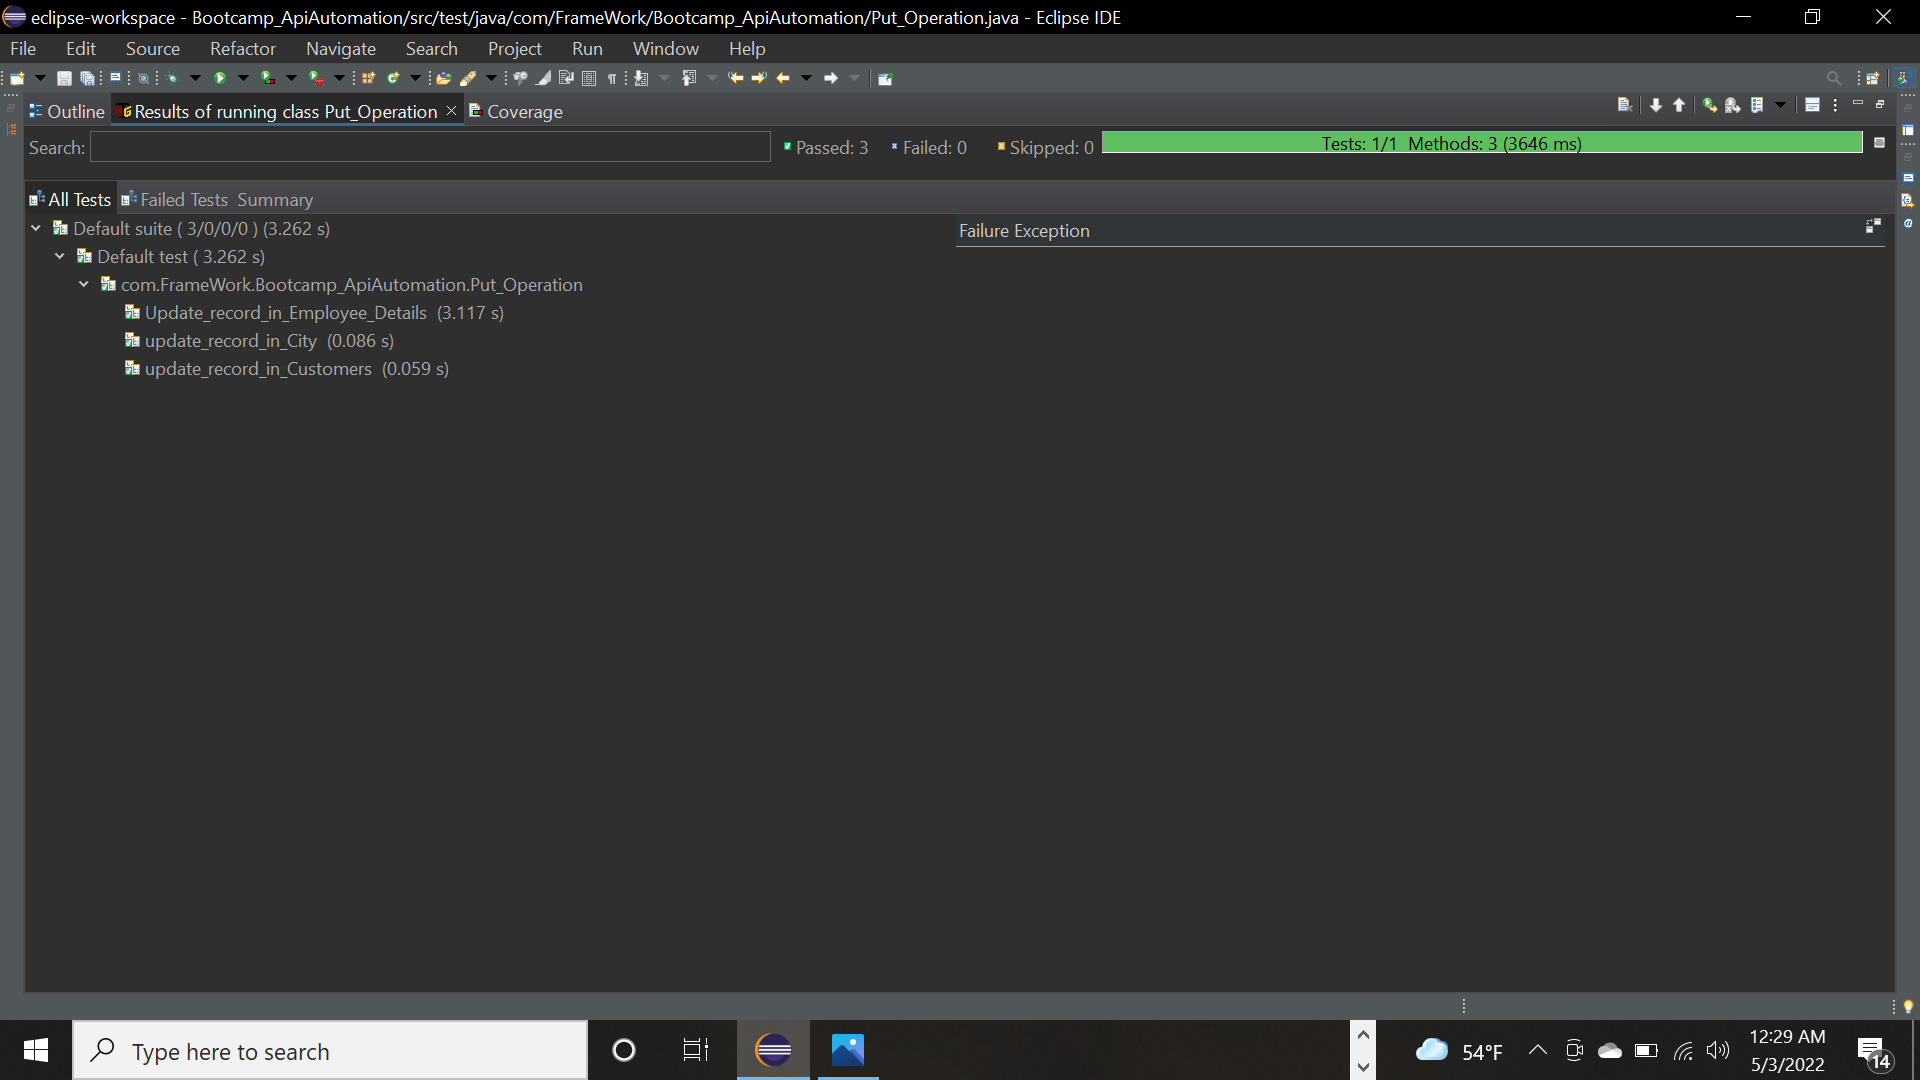 eclipse-workspace - Bootcamp_ApiAutomation/src/test/java/com/FrameWork/Bootcamp_ApiAutomation/Put_Operation.java - Eclipse IDE
File Edit Source Refactor Navigate Search Project Run Window Help
Outline Results of running class Put_Operation Coverage
Search: Passed: 3 Failed: 0 Skipped: 0 Tests: 1/1 Methods: 3 (3646 ms)
All Tests Failed Tests Summary
Default suite ( 3/0/0/0 ) (3.262 s)
Failure Exception
Default test ( 3.262 s)
com.FrameWork.Bootcamp_ApiAutomation.Put_Operation
Update_record_in_Employee_Details (3.117 s)
update_record_in_City (0.086 s)
update_record_in_Customers (0.059 s)
Type here to search
54°F
12:29 AM
5/3/2022
14